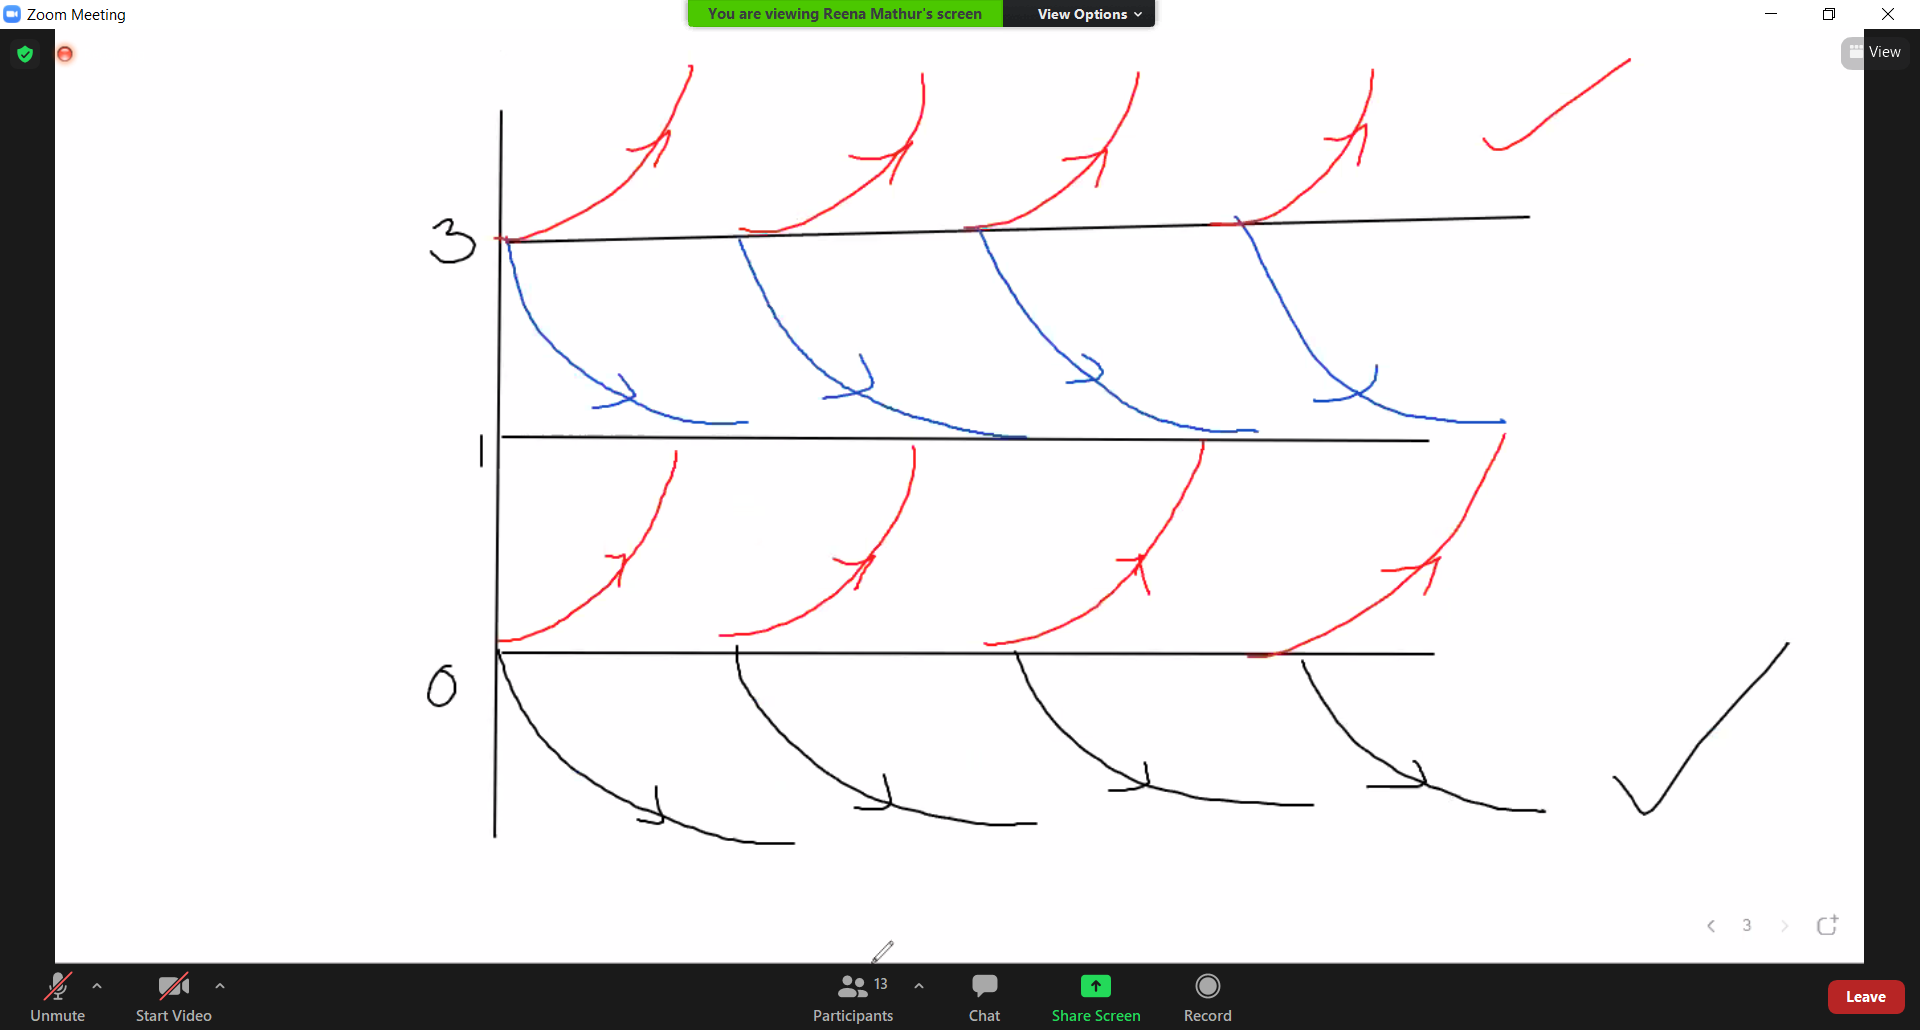 Zoom Meeting
You are viewing Reena Mathur's screen
View Options
View
3
1
0
3
Unmute
Start Video
13
Participants
Chat
Share Screen
Record
Leave